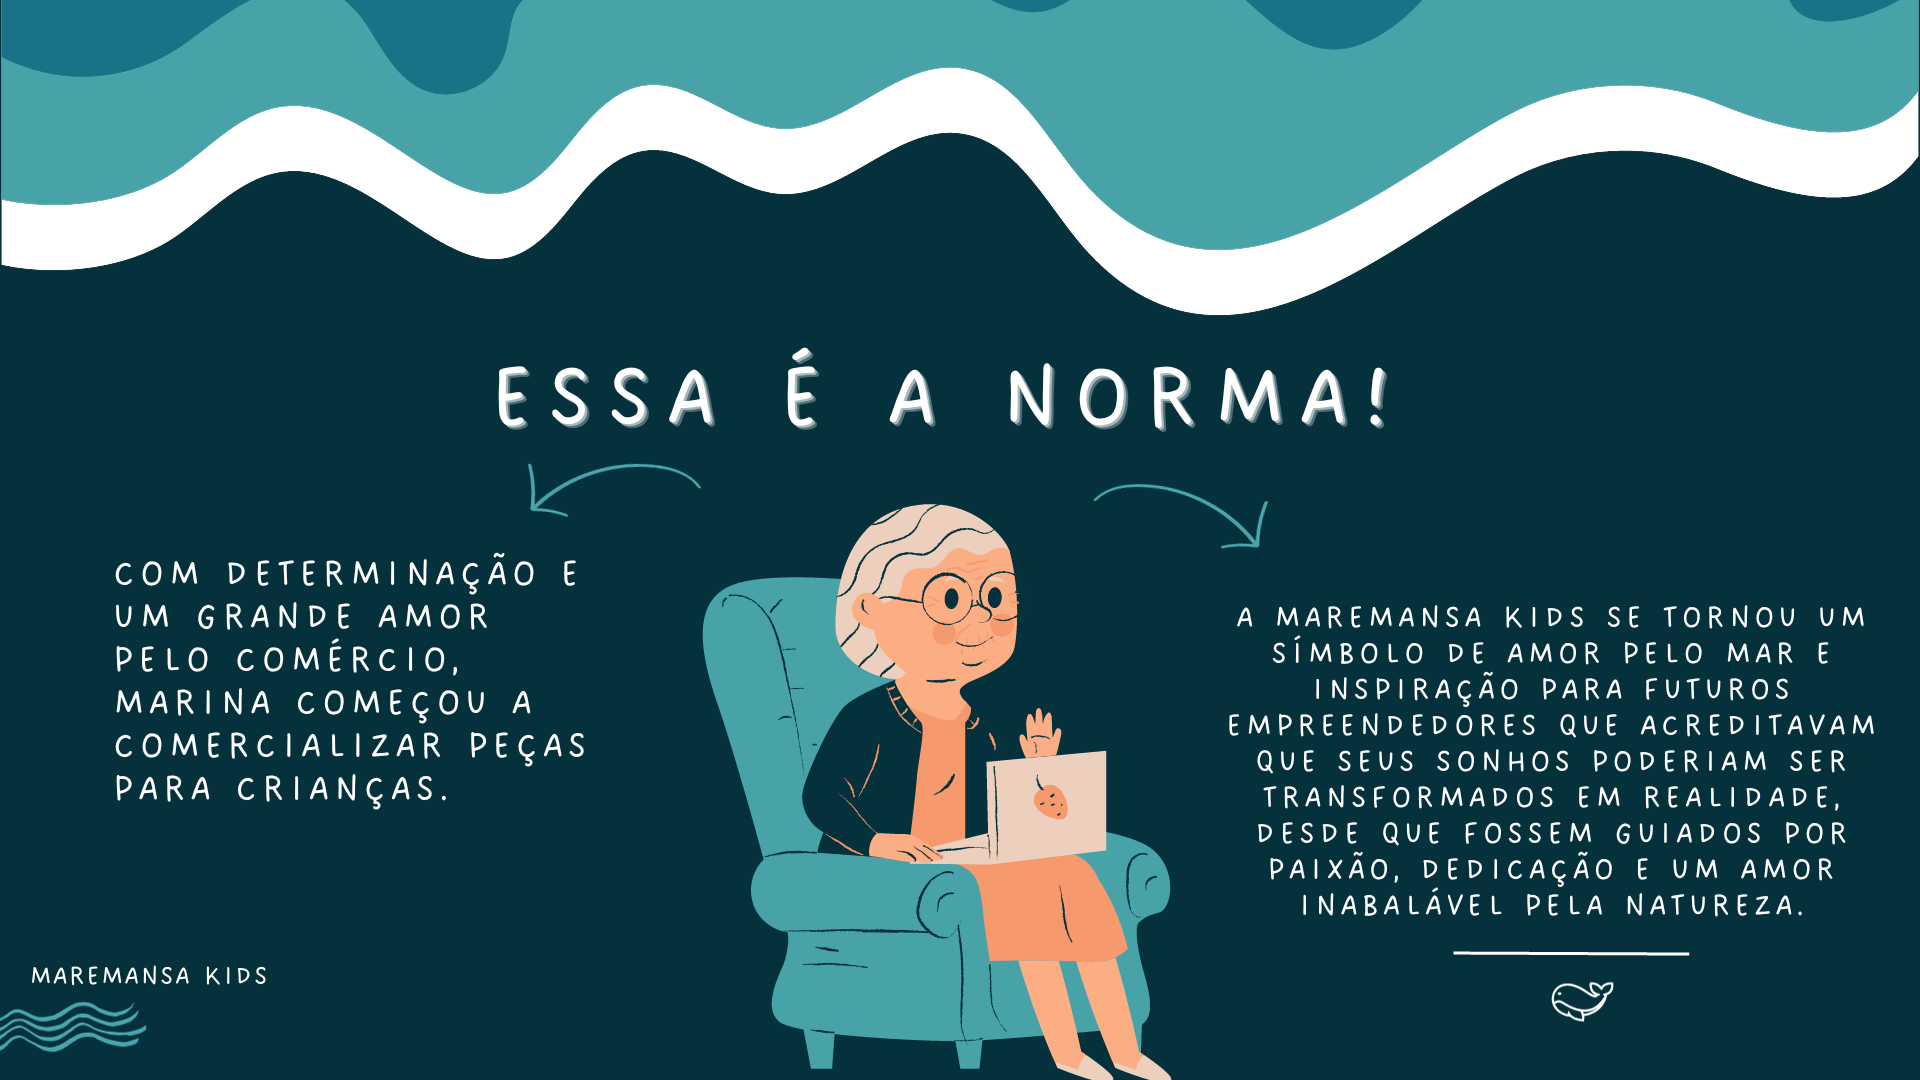 ESSA É A NORMA!
COM DETERMINAÇÃO E
UM GRANDE AMOR
PELO COMÉRCIO,
MARINA COMEÇOU A
COMERCIALIZAR PEÇAS
PARA CRIANÇAS.
A MAREMANSA KIDS SE TORNOU UM
SÍMBOLO DE AMOR PELO MAR E
INSPIRAÇÃO PARA FUTUROS
EMPREENDEDORES QUE ACREDITAVAM
QUE SEUS SONHOS PODERIAM SER
TRANSFORMADOS EM REALIDADE,
DESDE QUE FOSSEM GUIADOS POR
PAIXÃO, DEDICAÇÃO E UM AMOR
INABALÁVEL PELA NATUREZA.
MAREMANSA KIDS